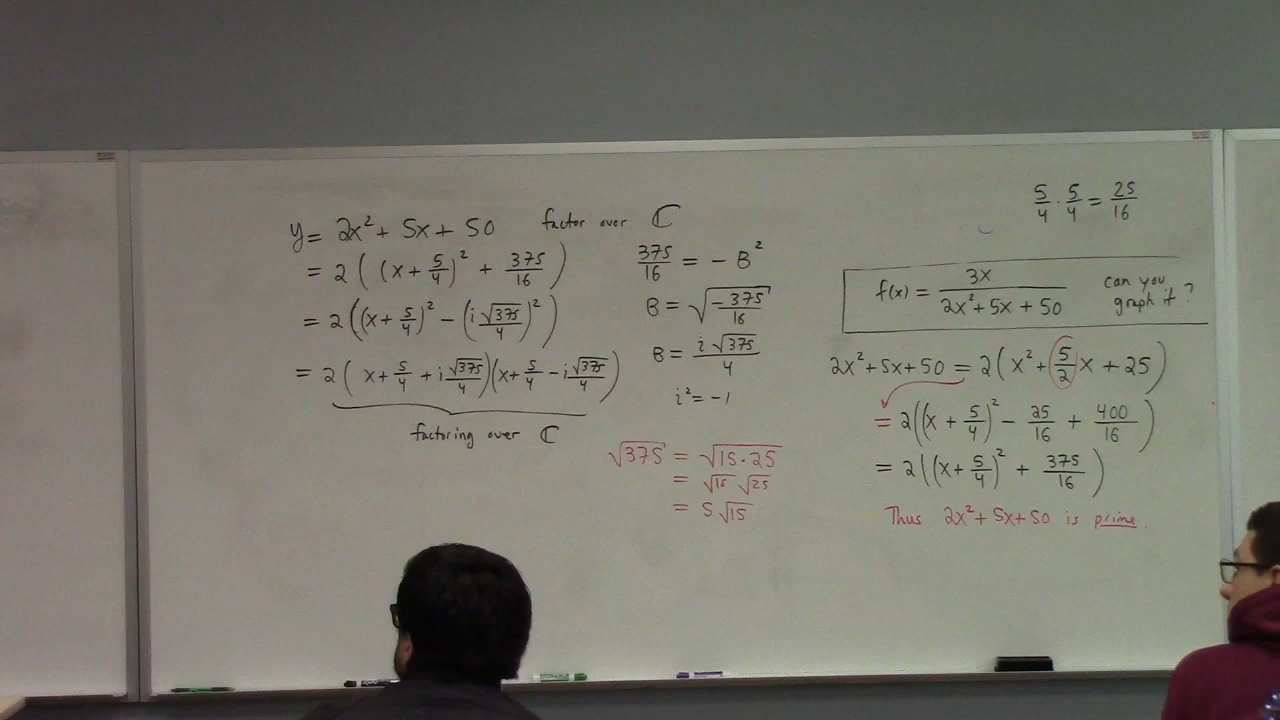 y = 2x² + 5x + 50 factor over ℂ
= 2((x + 5/4)² + 375/16)
= 2((x + 5/4)² − (i√375/4)²)
= 2(x + 5/4 + i√375/4)(x + 5/4 − i√375/4)
factoring over ℂ
375/16 = − B²
B = √(−375/16)
B = i√375/4
i² = −1
√375 = √(15·25)
= √15 √25
= 5√15
5/4 · 5/4 = 25/16
f(x) = 3x/(2x² + 5x + 50) can you graph it?
2x² + 5x + 50 = 2(x² + 5/2 x + 25)
= 2((x + 5/4)² − 25/16 + 400/16)
= 2((x + 5/4)² + 375/16)
Thus 2x² + 5x + 50 is prime.